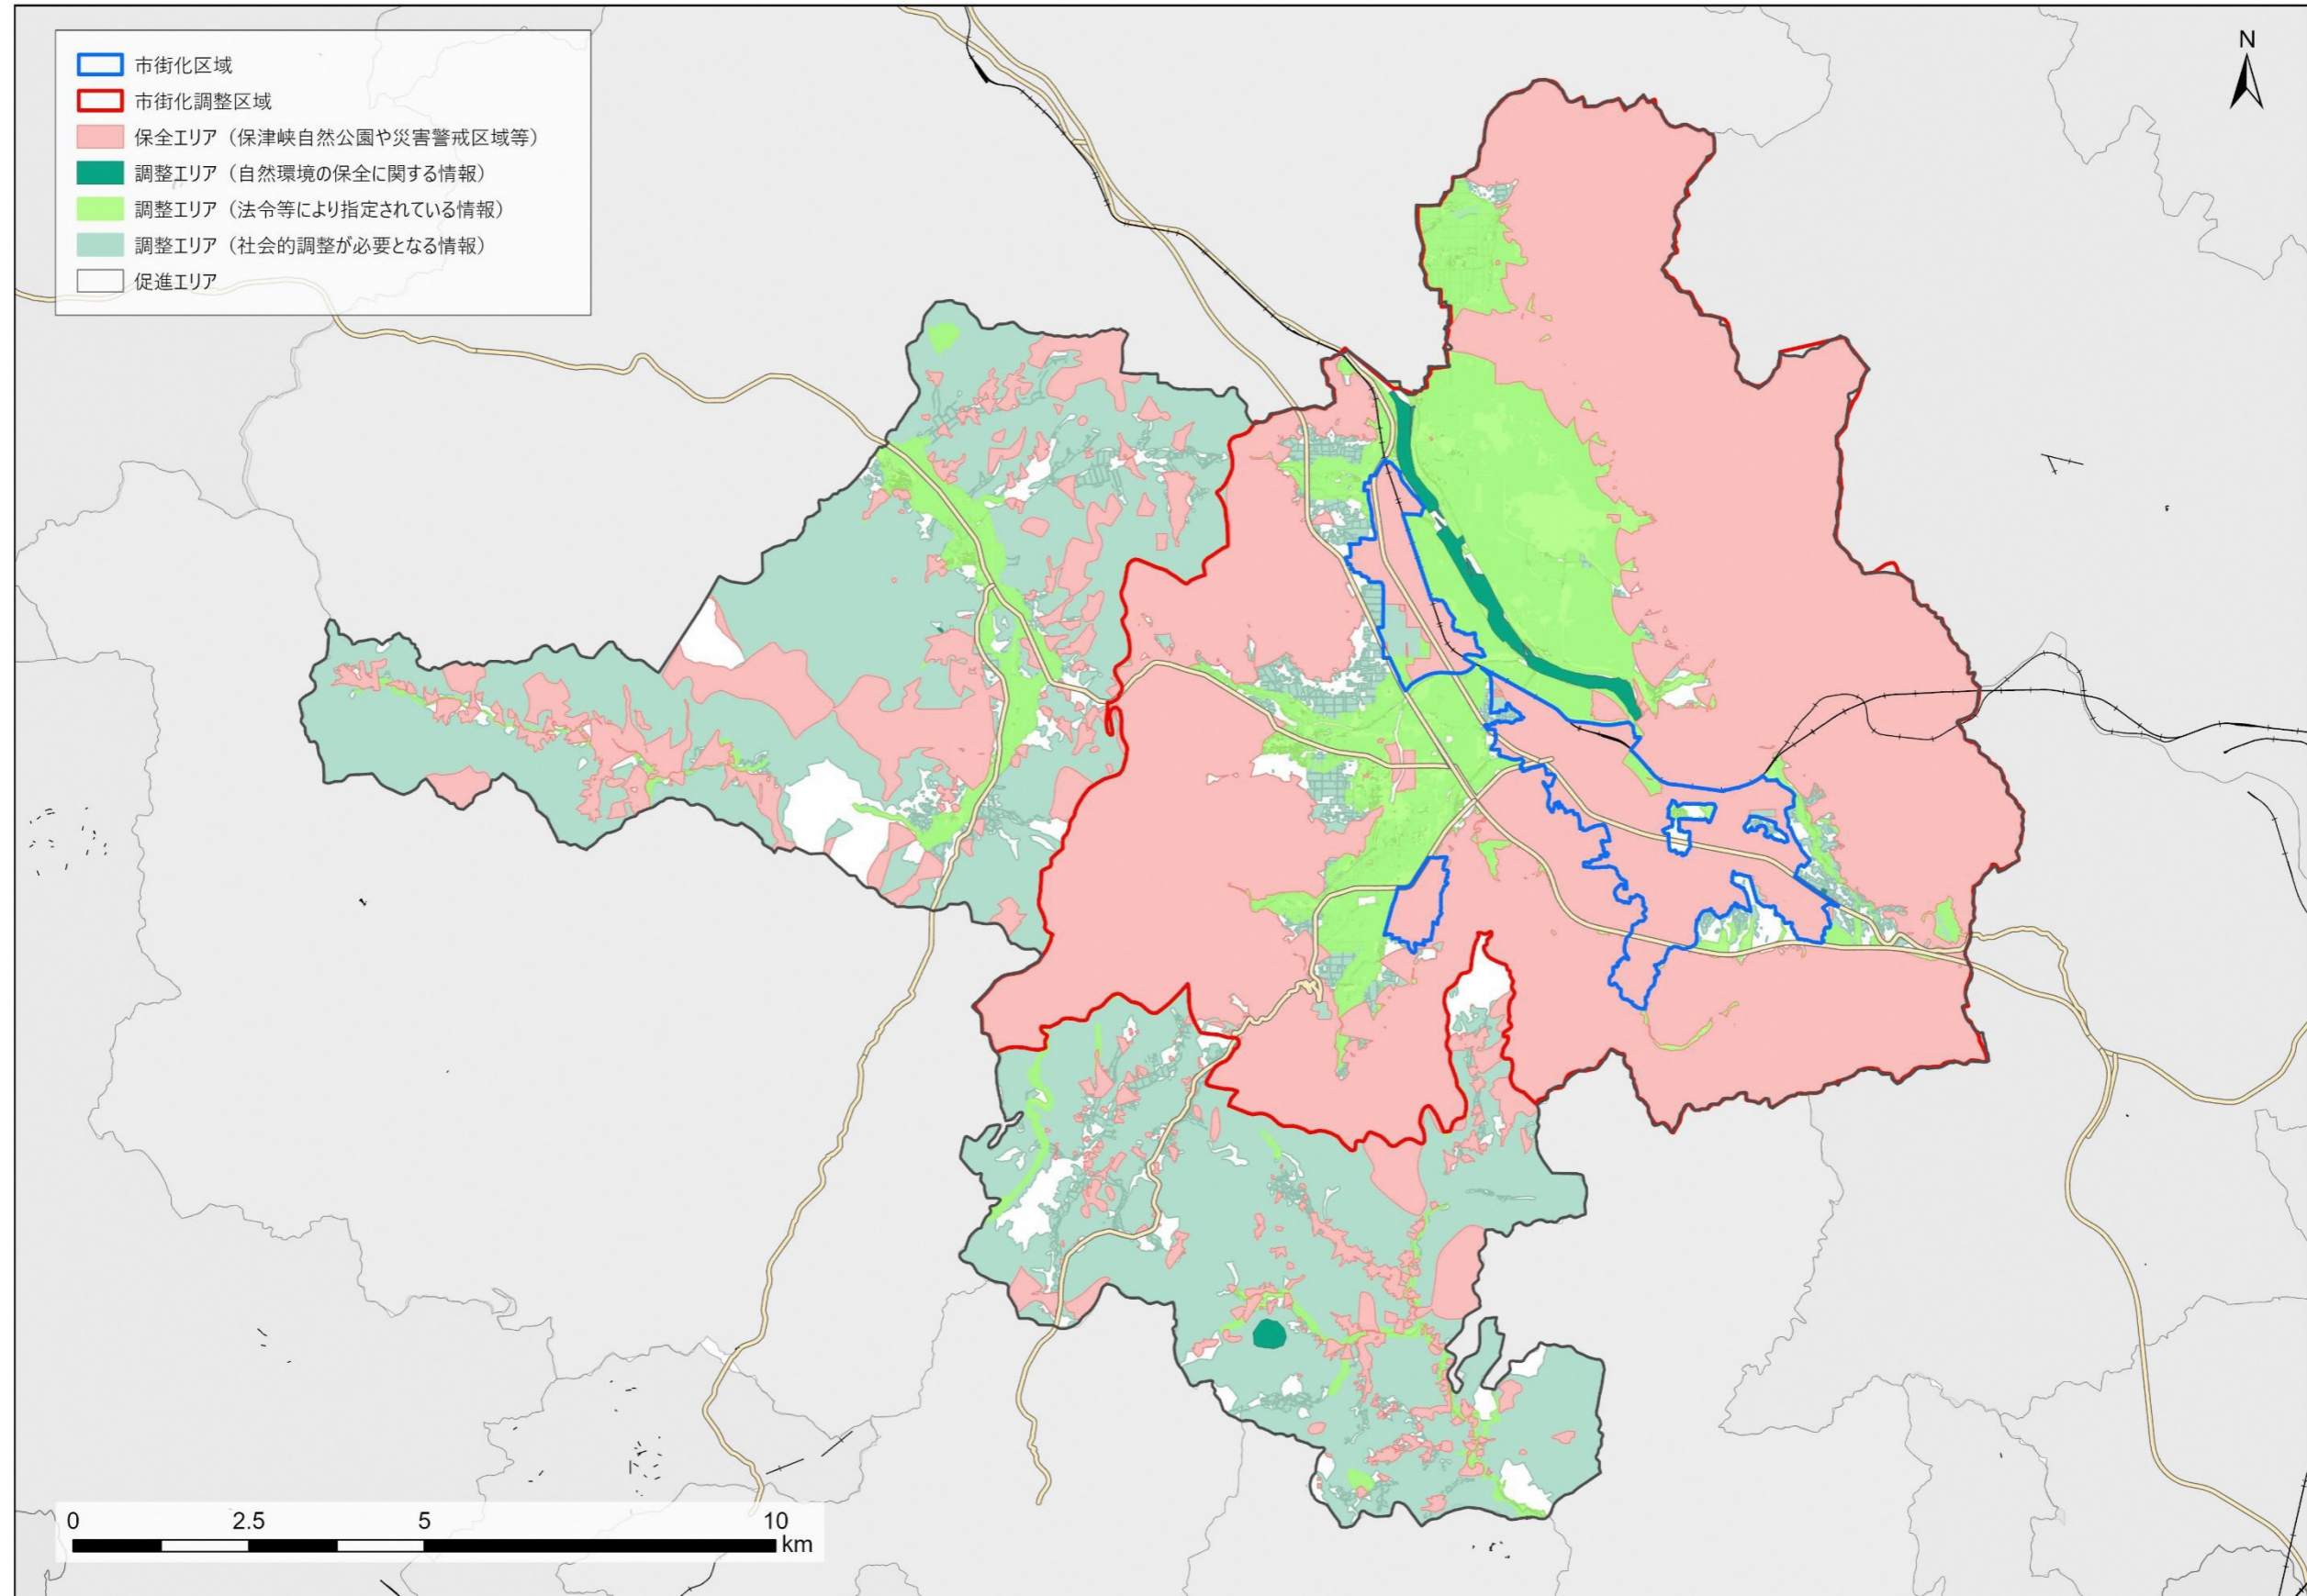 市街化区域
市街化調整区域
保全エリア（保津峡自然公園や災害警戒区域等）
調整エリア（自然環境の保全に関する情報）
調整エリア（法令等により指定されている情報）
調整エリア（社会的調整が必要となる情報）
促進エリア
N
0 2.5 5 10
km